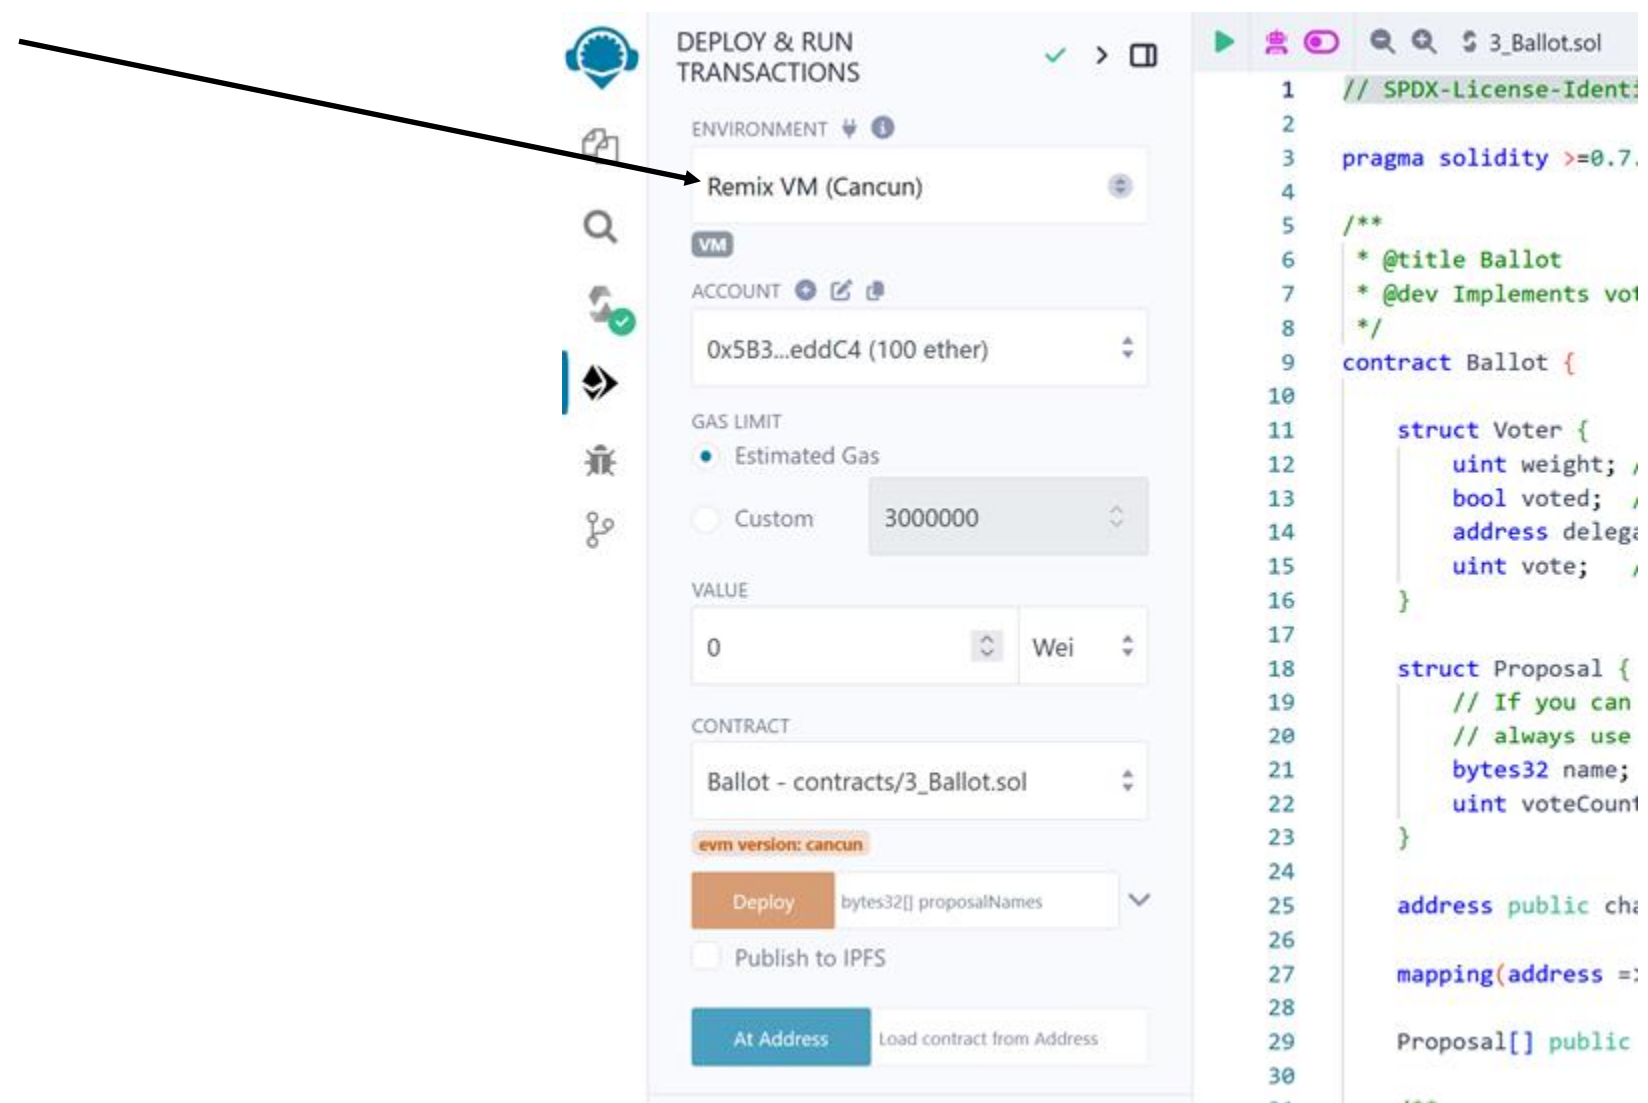 DEPLOY & RUN
TRANSACTIONS
ENVIRONMENT
Remix VM (Cancun)
VM
ACCOUNT
0x5B3...eddC4 (100 ether)
GAS LIMIT
Estimated Gas
Custom 3000000
VALUE
0 Wei
CONTRACT
Ballot - contracts/3_Ballot.sol
evm version: cancun
Deploy bytes32[] proposalNames
Publish to IPFS
At Address Load contract from Address
3_Ballot.sol
1 // SPDX-License-Identi
2
3 pragma solidity >=0.7.
4
5 /**
6 * @title Ballot
7 * @dev Implements vot
8 */
9 contract Ballot {
10
11 struct Voter {
12 uint weight; /
13 bool voted; /
14 address delega
15 uint vote; /
16 }
17
18 struct Proposal {
19 // If you can
20 // always use
21 bytes32 name;
22 uint voteCount
23 }
24
25 address public cha
26
27 mapping(address =>
28
29 Proposal[] public
30